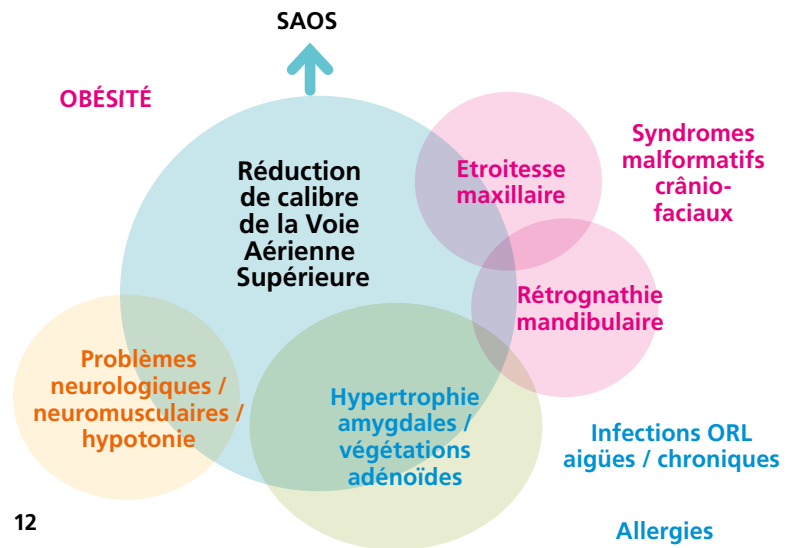 SAOS
OBÉSITÉ
Réduction
de calibre
de la Voie
Aérienne
Supérieure
Etroitesse
maxillaire
Syndromes
malformatifs
crânio-
faciaux
Rétrognathie
mandibulaire
Problèmes
neurologiques /
neuromusculaires /
hypotonie
Hypertrophie
amygdales /
végétations
adénoïdes
Infections ORL
aigües / chroniques
Allergies
12